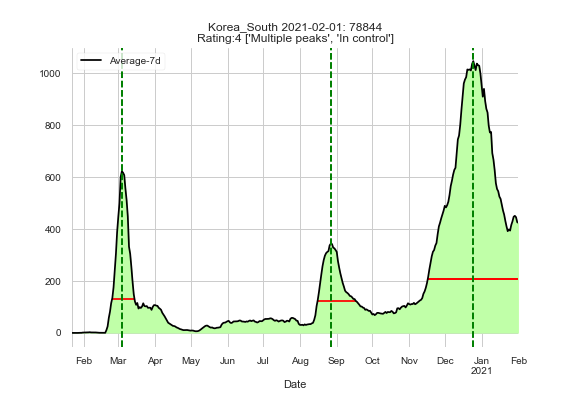 Korea_South 2021-02-01: 78844
Rating:4 ['Multiple peaks', 'In control']
Average-7d
1000
800
600
400
200
0
Feb Mar Apr May Jun Jul Aug Sep Oct Nov Dec Jan Feb
2021
Date